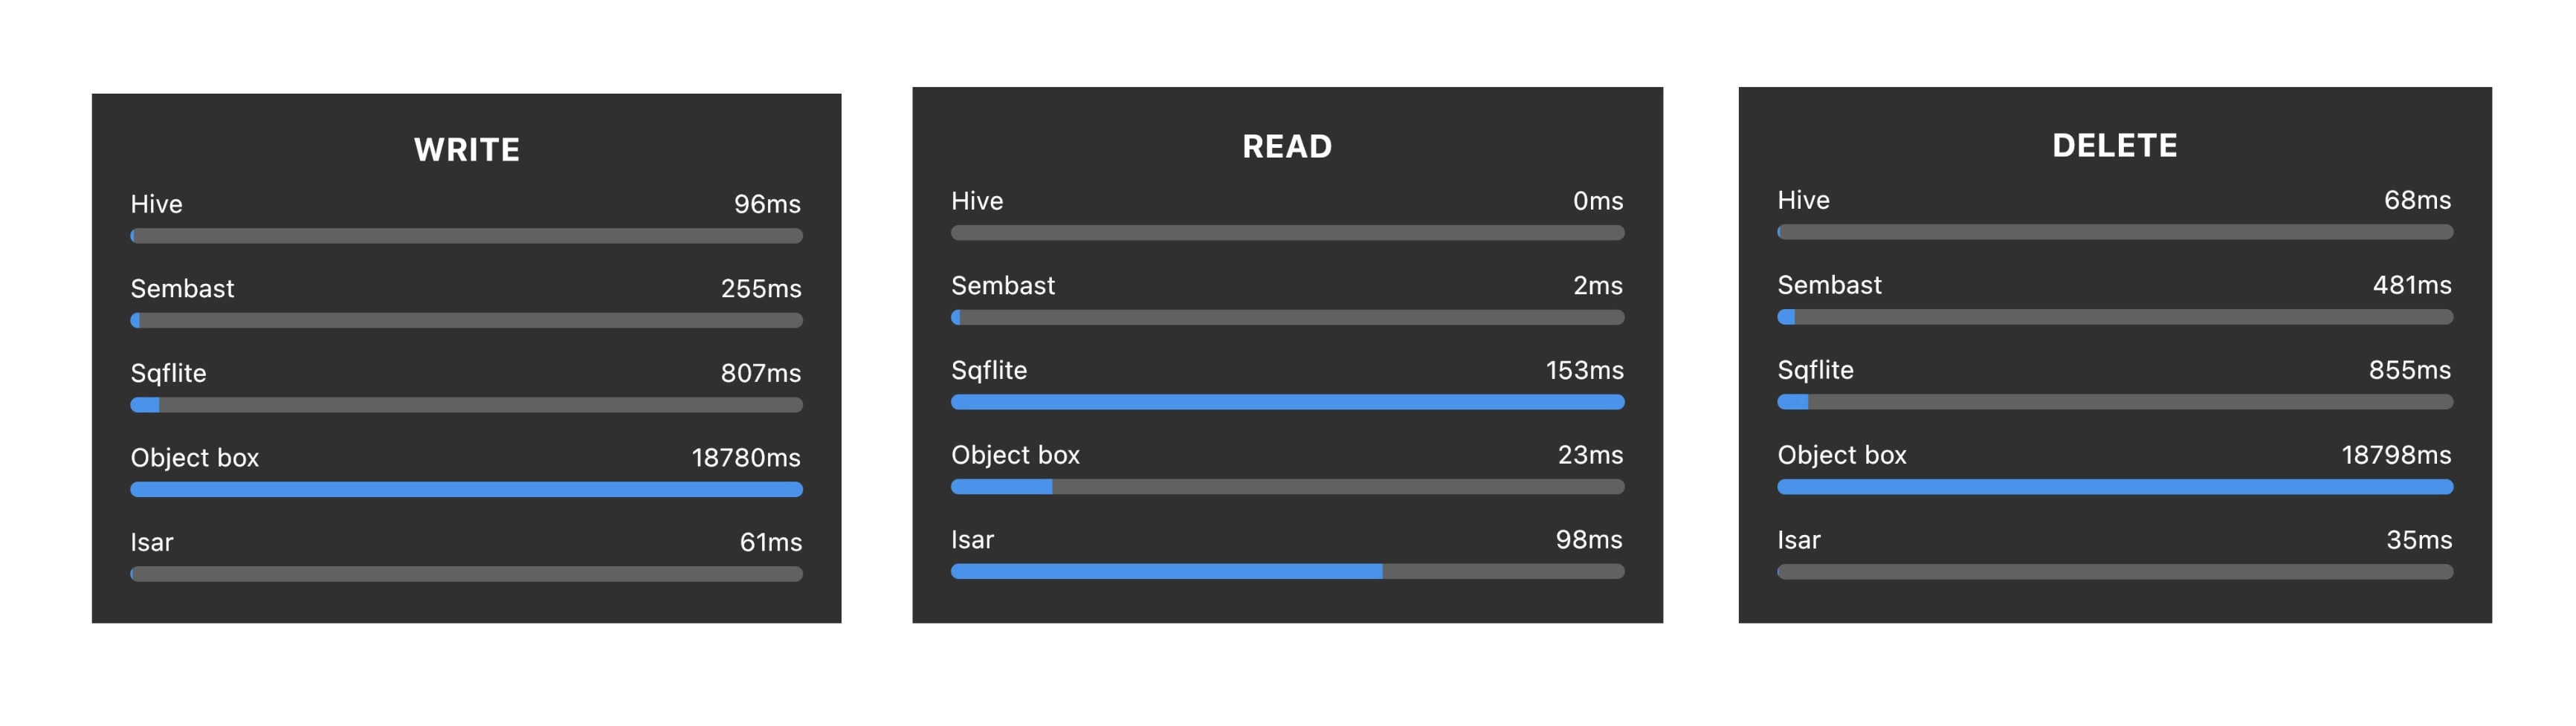 WRITE
Hive 96ms
Sembast 255ms
Sqflite 807ms
Object box 18780ms
Isar 61ms
READ
Hive 0ms
Sembast 2ms
Sqflite 153ms
Object box 23ms
Isar 98ms
DELETE
Hive 68ms
Sembast 481ms
Sqflite 855ms
Object box 18798ms
Isar 35ms